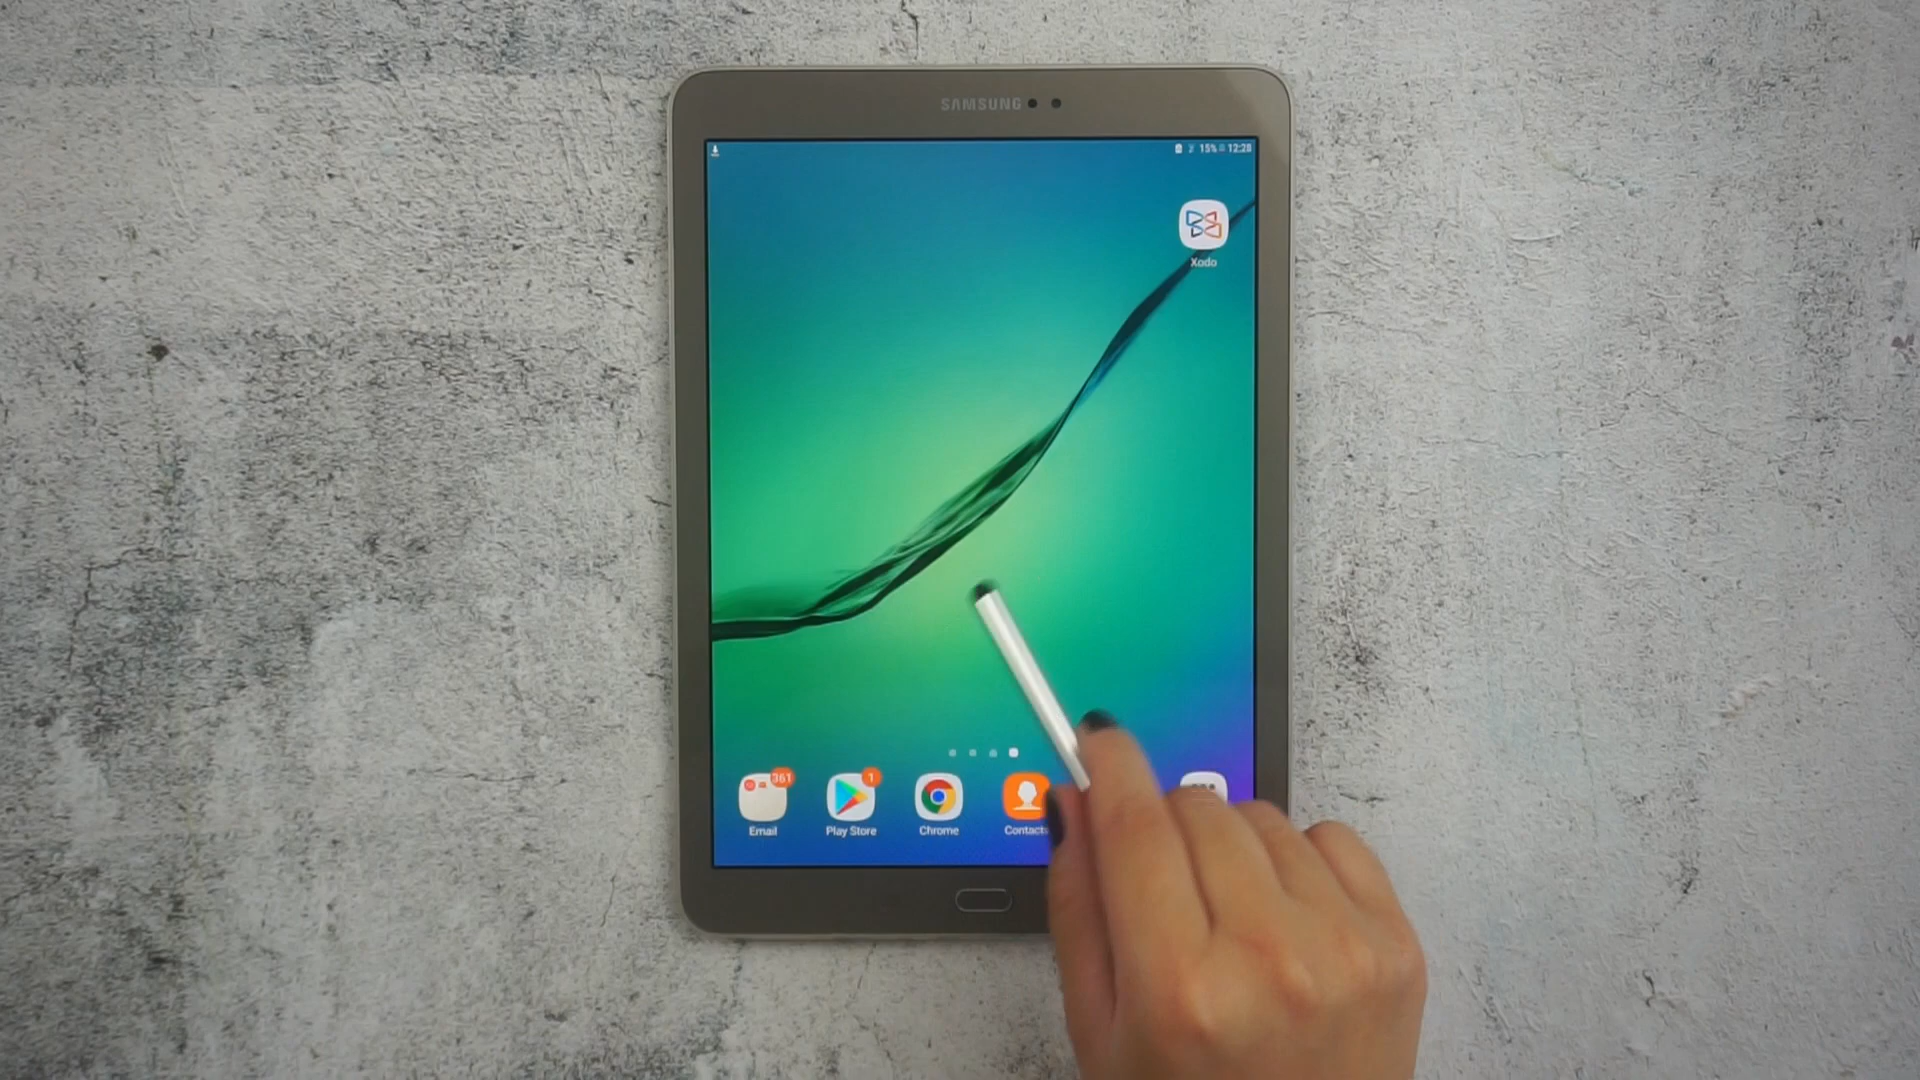 SAMSUNG
15% 12:28
Xodo
361
1
Email
Play Store
Chrome
Contacts